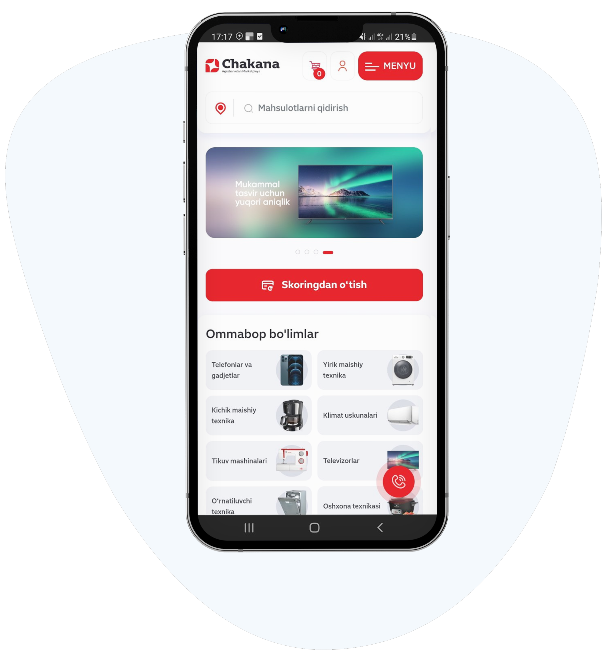 17:17
21%
Chakana
0
MENYU
Mahsulotlarni qidirish
Mukammal
tasvir uchun
yuqori aniqlik
Skoringdan o'tish
Ommabop bo'limlar
Telefonlar va
gadjetlar
Yirik maishiy
texnika
Kichik maishiy
texnika
Klimat uskunalari
Tikuv mashinalari
Televizorlar
O'rnatiluvchi
texnika
Oshxona texnikasi